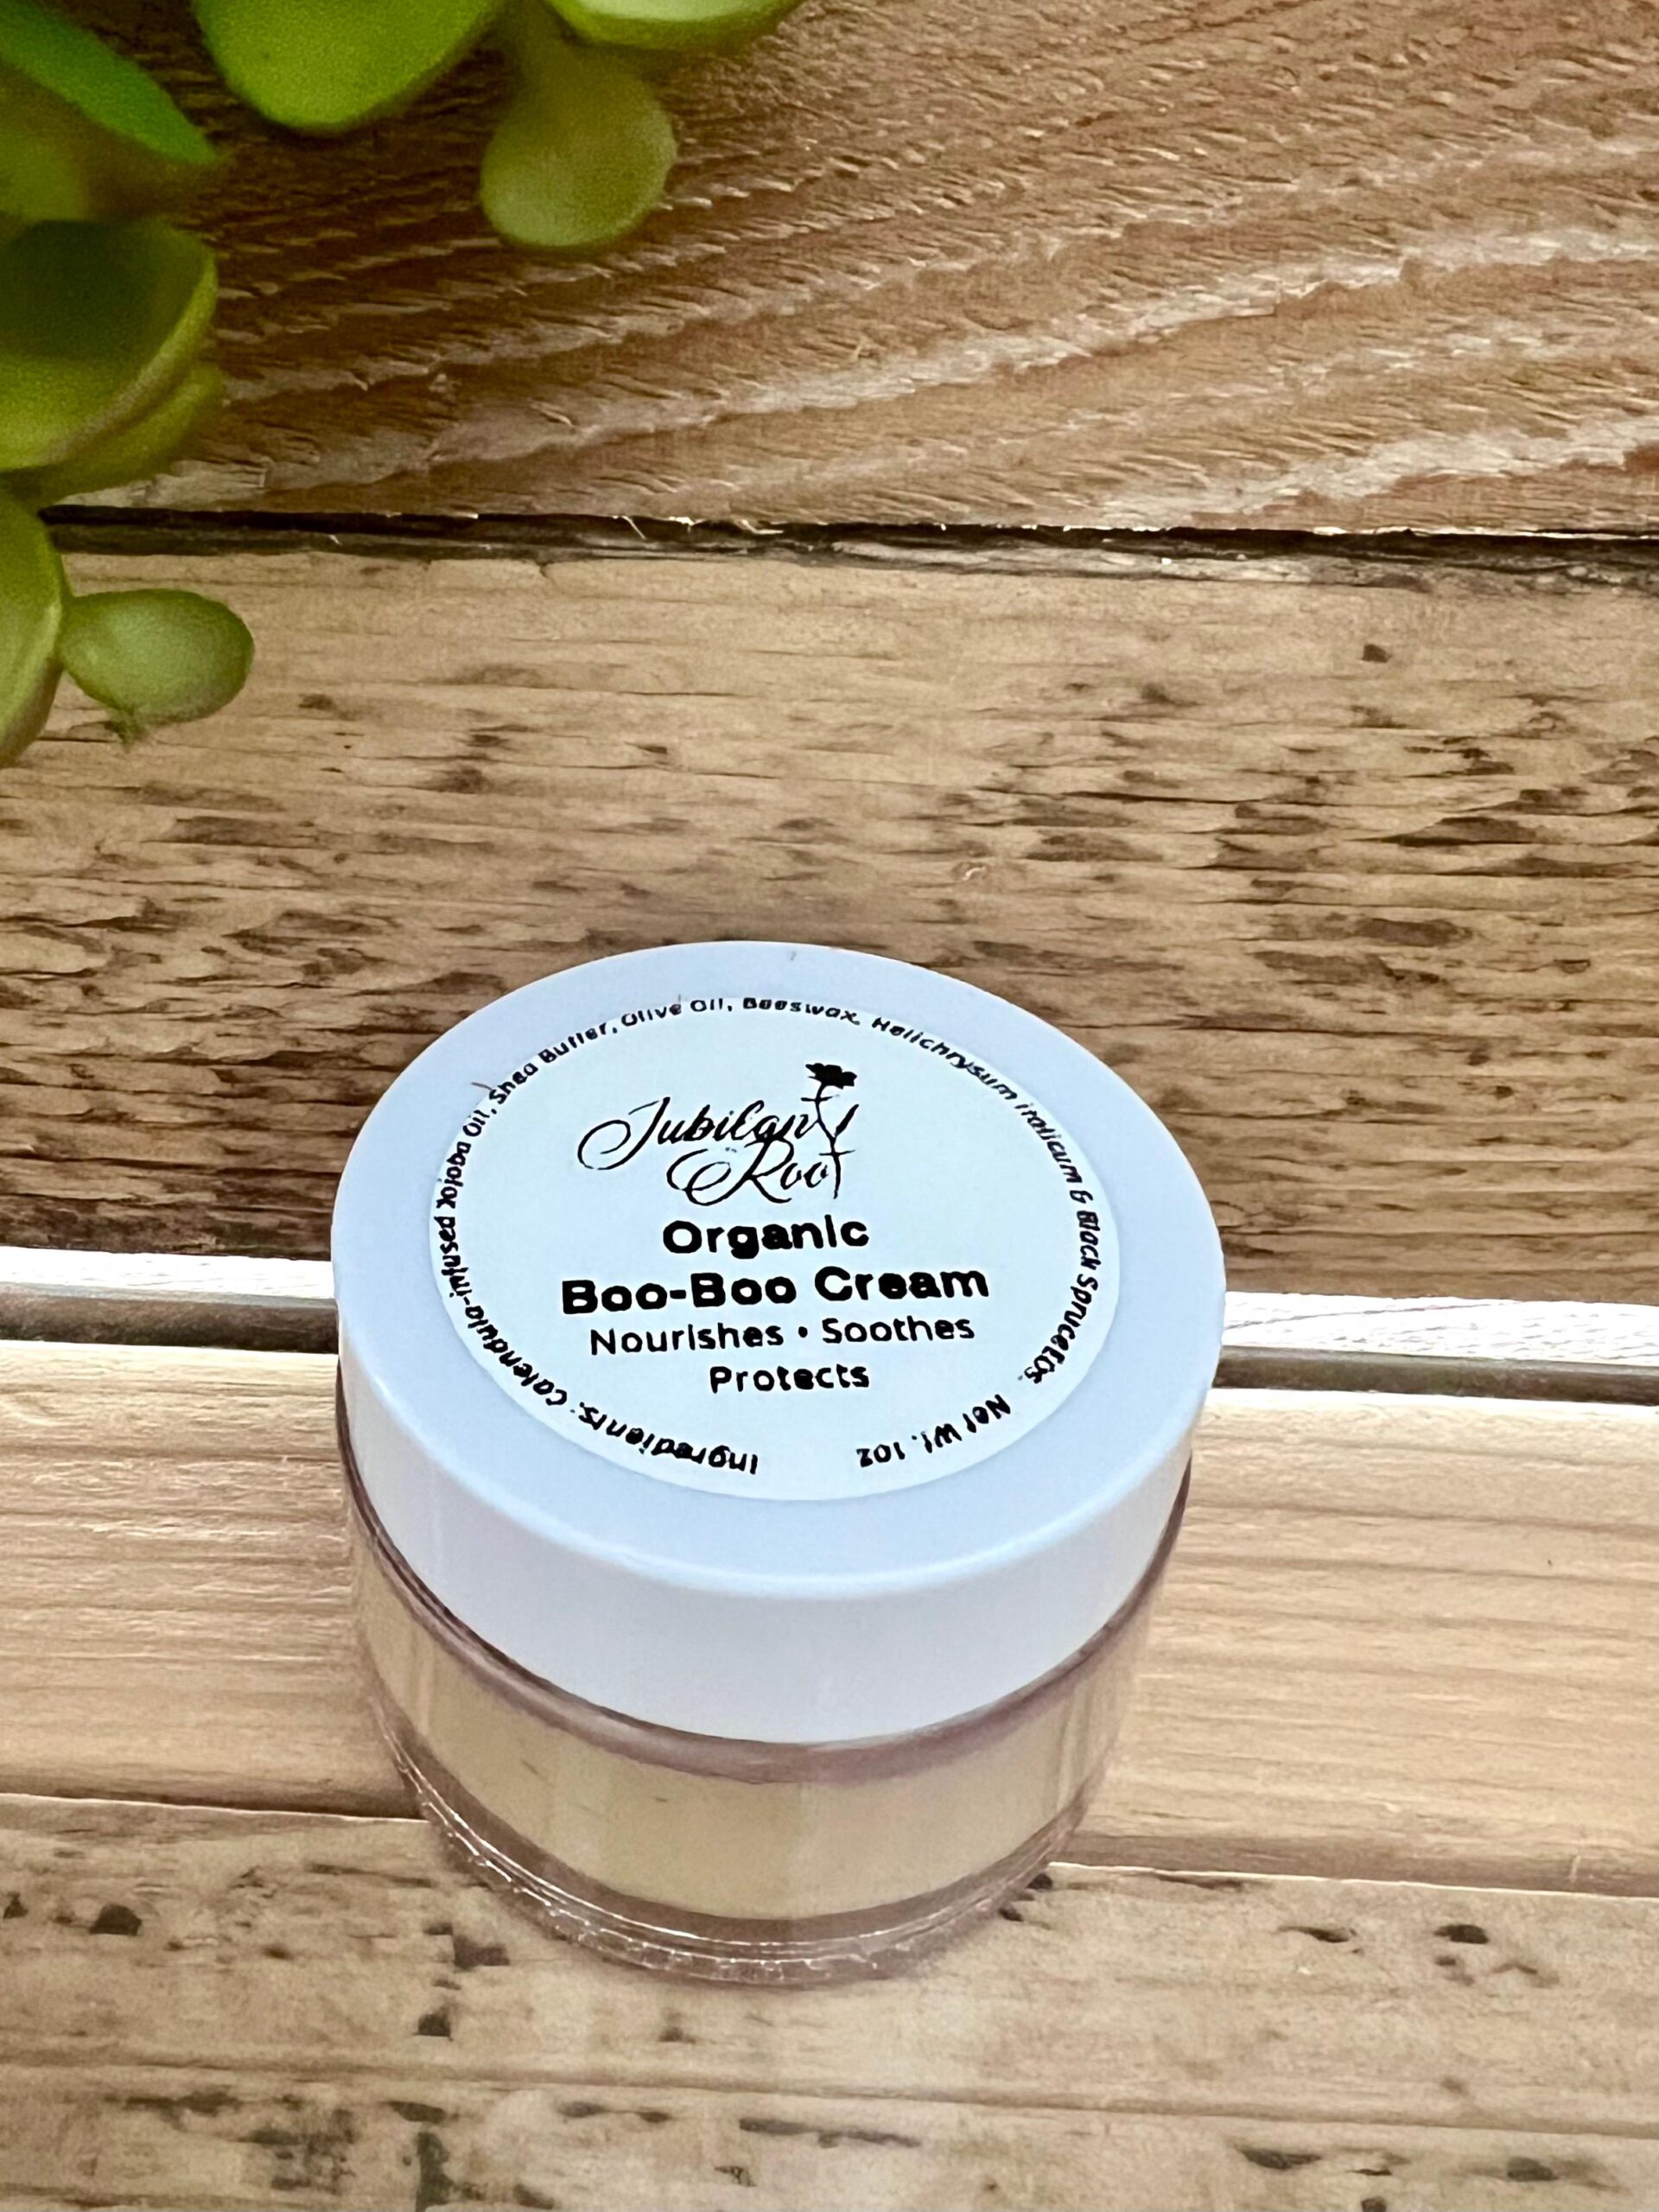 Jubilant
Root
Organic
Boo-Boo Cream
Nourishes • Soothes
Protects
Ingredients: Calendula-infused Jojoba Oil, Shea Butter, Olive Oil, Beeswax, Helichrysum italicum & Black Spruce EOs.
Net Wt. 1oz